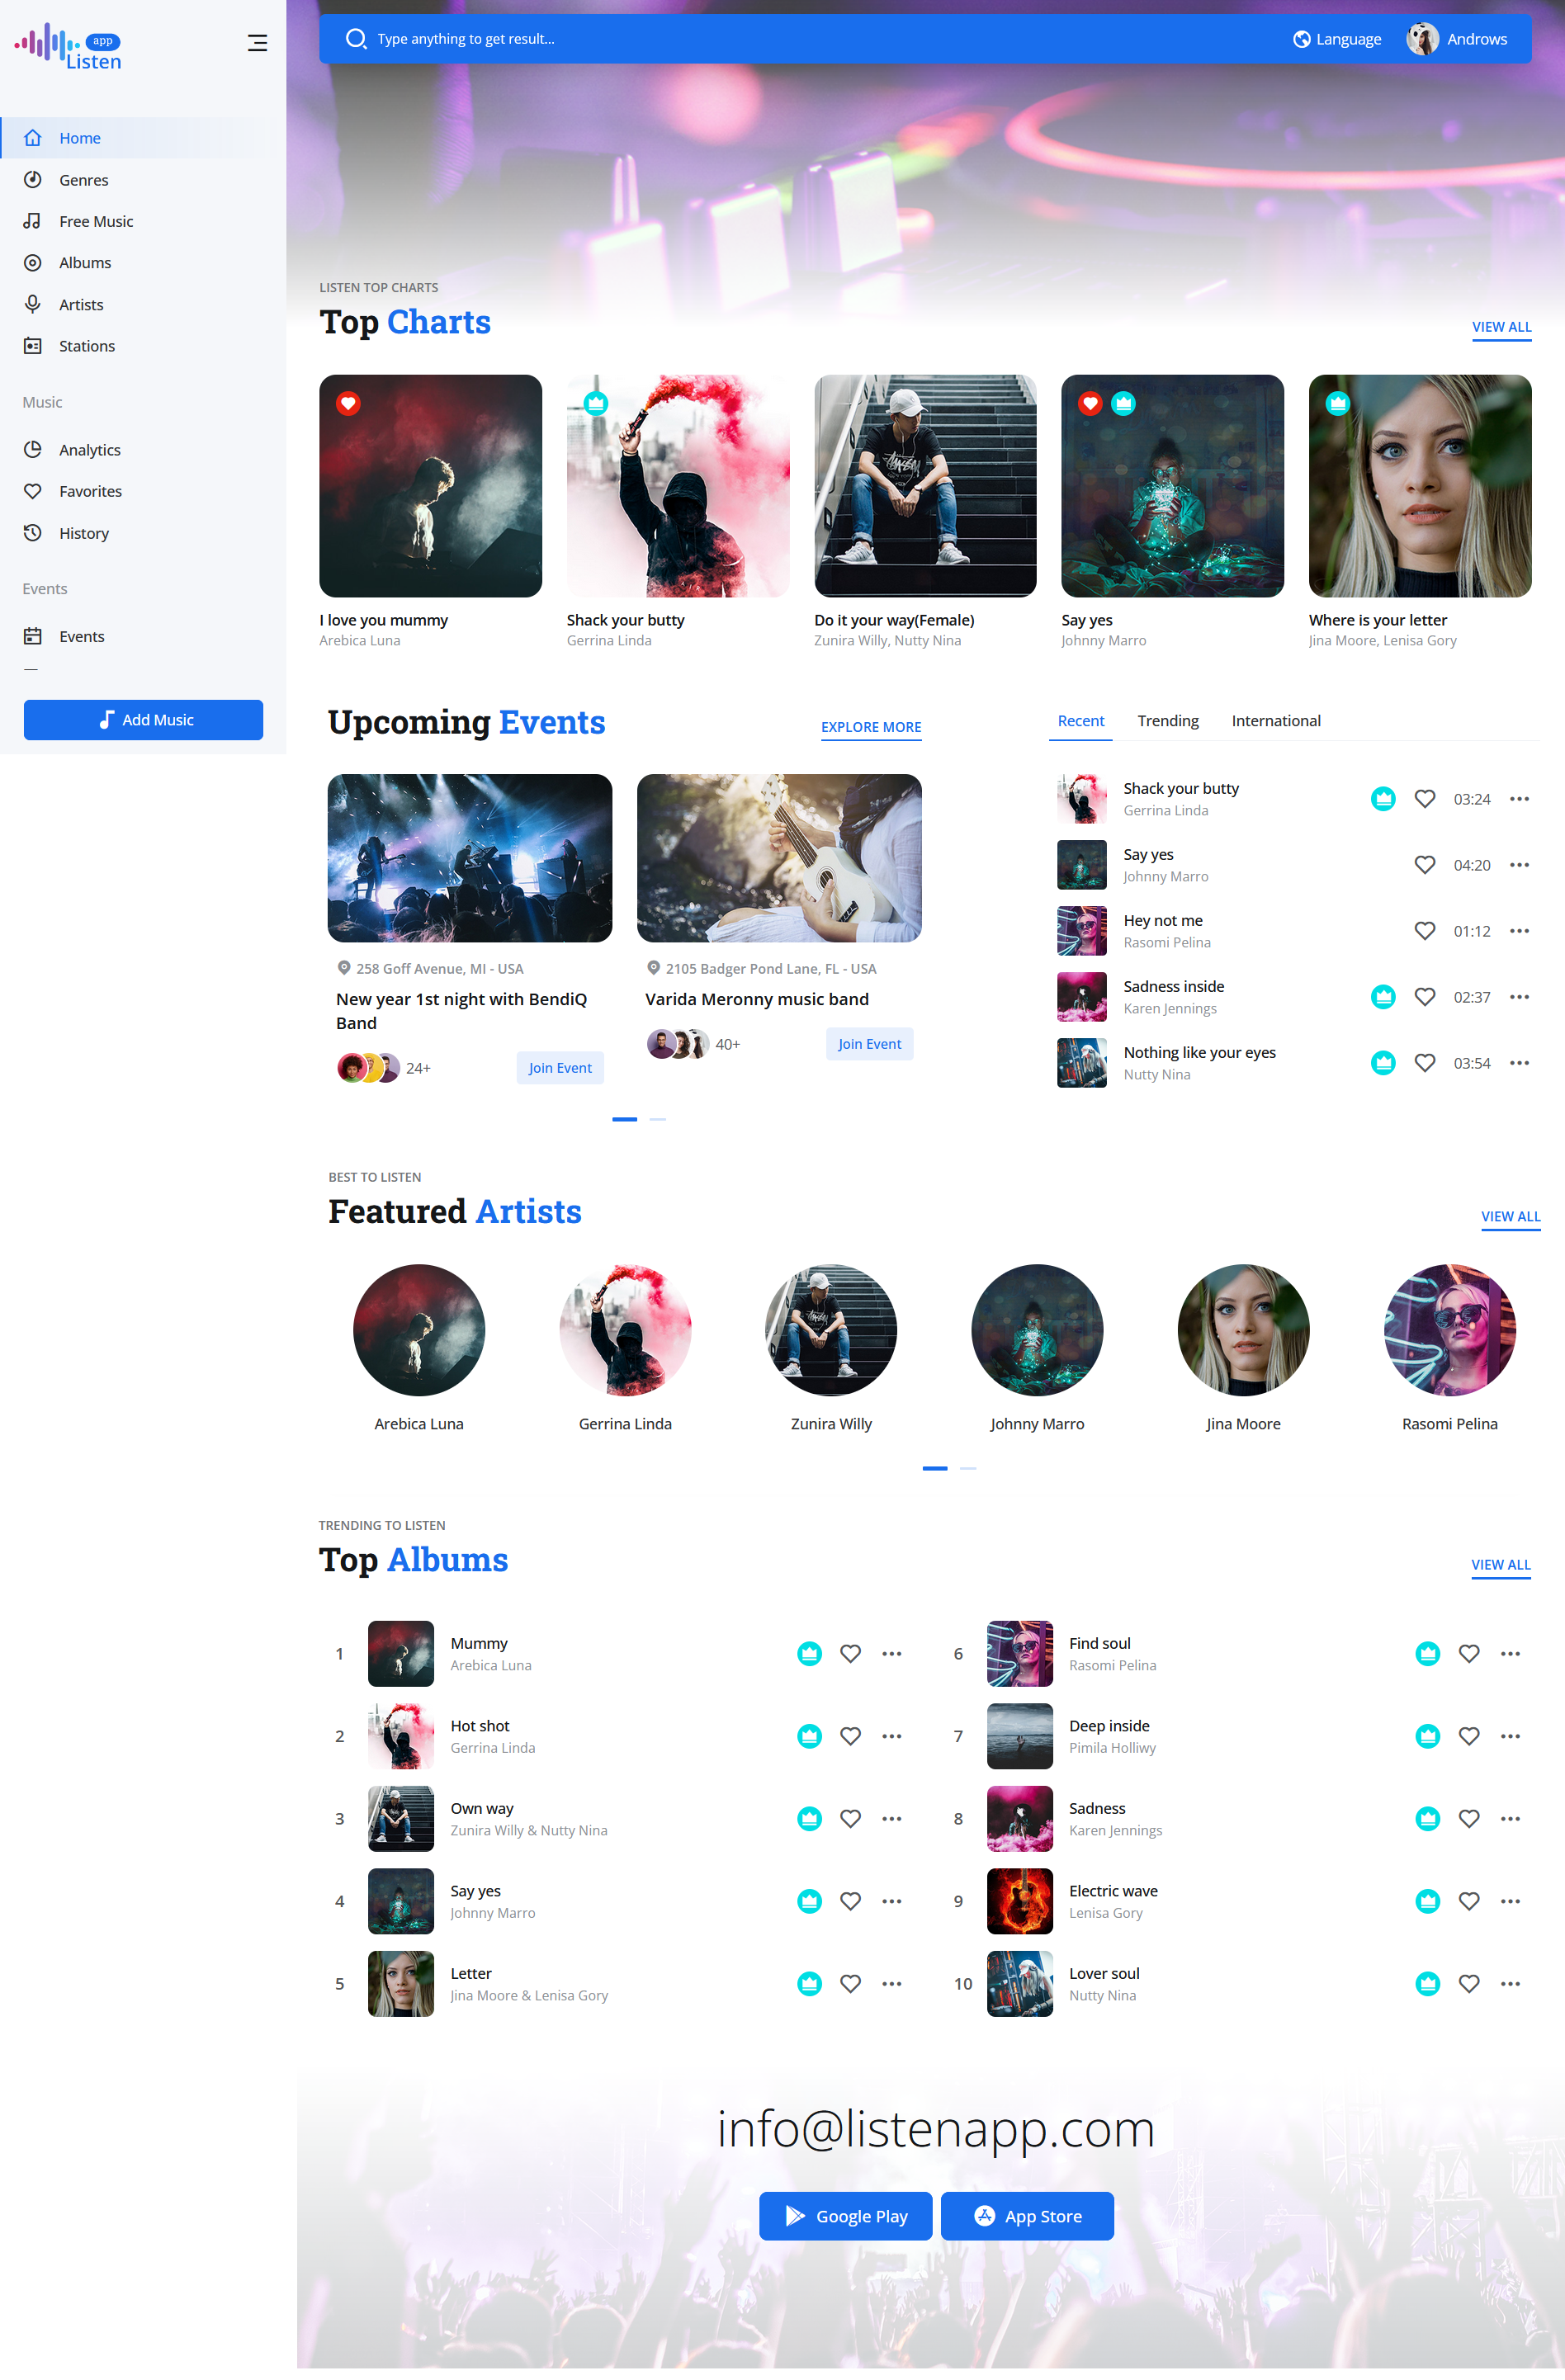 app
Listen
Home
Genres
Free Music
Albums
Artists
Stations
Music
Analytics
Favorites
History
Events
Events
Add Music
Type anything to get result...
Language
Androws
LISTEN TOP CHARTS
Top Charts
VIEW ALL
I love you mummy
Arebica Luna
Shack your butty
Gerrina Linda
Do it your way(Female)
Zunira Willy, Nutty Nina
Say yes
Johnny Marro
Where is your letter
Jina Moore, Lenisa Gory
Upcoming Events
EXPLORE MORE
258 Goff Avenue, MI - USA
New year 1st night with BendiQ
Band
24+
Join Event
2105 Badger Pond Lane, FL - USA
Varida Meronny music band
40+
Join Event
Recent
Trending
International
Shack your butty
Gerrina Linda
03:24
Say yes
Johnny Marro
04:20
Hey not me
Rasomi Pelina
01:12
Sadness inside
Karen Jennings
02:37
Nothing like your eyes
Nutty Nina
03:54
BEST TO LISTEN
Featured Artists
VIEW ALL
Arebica Luna
Gerrina Linda
Zunira Willy
Johnny Marro
Jina Moore
Rasomi Pelina
TRENDING TO LISTEN
Top Albums
VIEW ALL
1
Mummy
Arebica Luna
2
Hot shot
Gerrina Linda
3
Own way
Zunira Willy & Nutty Nina
4
Say yes
Johnny Marro
5
Letter
Jina Moore & Lenisa Gory
6
Find soul
Rasomi Pelina
7
Deep inside
Pimila Holliwy
8
Sadness
Karen Jennings
9
Electric wave
Lenisa Gory
10
Lover soul
Nutty Nina
info@listenapp.com
Google Play
App Store